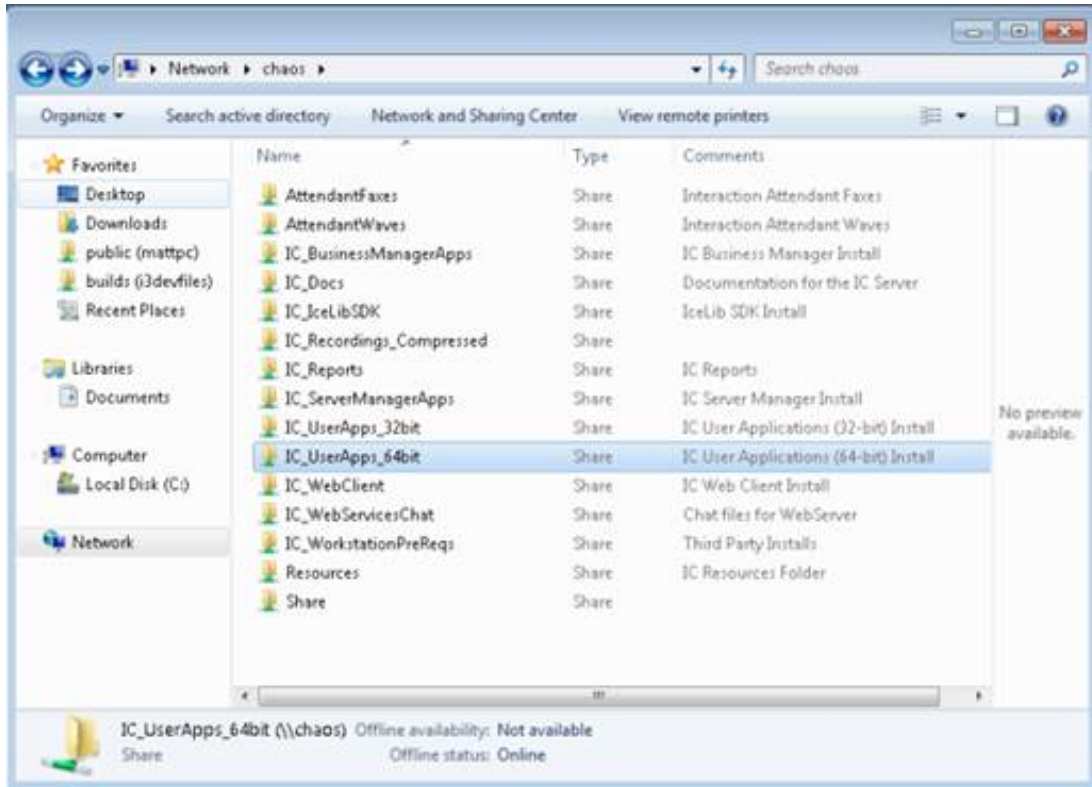 Network ▸ chaos ▸
Search chaos
Organize
Search active directory
Network and Sharing Center
View remote printers
Favorites
Desktop
Downloads
public (mattpc)
builds (i3devfiles)
Recent Places
Libraries
Documents
Computer
Local Disk (C:)
Network
Name Type Comments
AttendantFaxes Share Interaction Attendant Faxes
AttendantWaves Share Interaction Attendant Waves
IC_BusinessManagerApps Share IC Business Manager Install
IC_Docs Share Documentation for the IC Server
IC_IceLibSDK Share IceLib SDK Install
IC_Recordings_Compressed Share
IC_Reports Share IC Reports
IC_ServerManagerApps Share IC Server Manager Install
IC_UserApps_32bit Share IC User Applications (32-bit) Install
IC_UserApps_64bit Share IC User Applications (64-bit) Install
IC_WebClient Share IC Web Client Install
IC_WebServicesChat Share Chat files for WebServer
IC_WorkstationPreReqs Share Third Party Installs
Resources Share IC Resources Folder
Share Share
No preview
available.
IC_UserApps_64bit (\\chaos) Offline availability: Not available
Share Offline status: Online